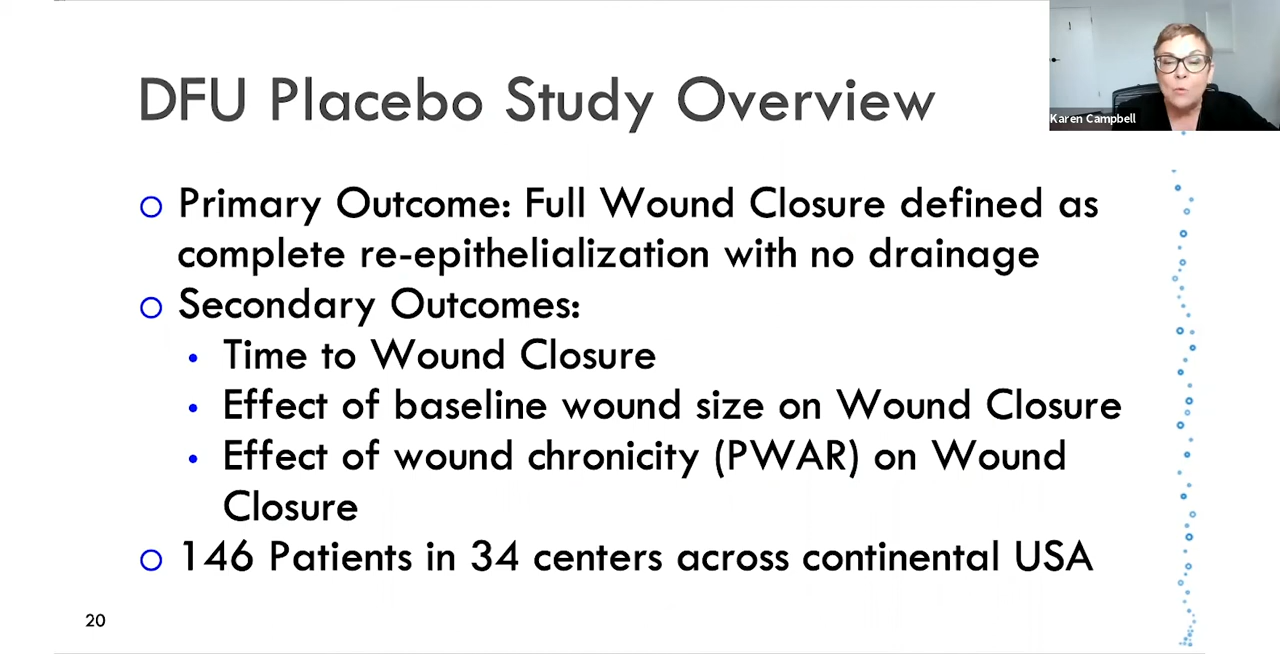 DFU Placebo Study Overview
Karen Campbell
o Primary Outcome: Full Wound Closure defined as
complete re-epithelialization with no drainage
o Secondary Outcomes:
• Time to Wound Closure
• Effect of baseline wound size on Wound Closure
• Effect of wound chronicity (PWAR) on Wound
Closure
o 146 Patients in 34 centers across continental USA
20